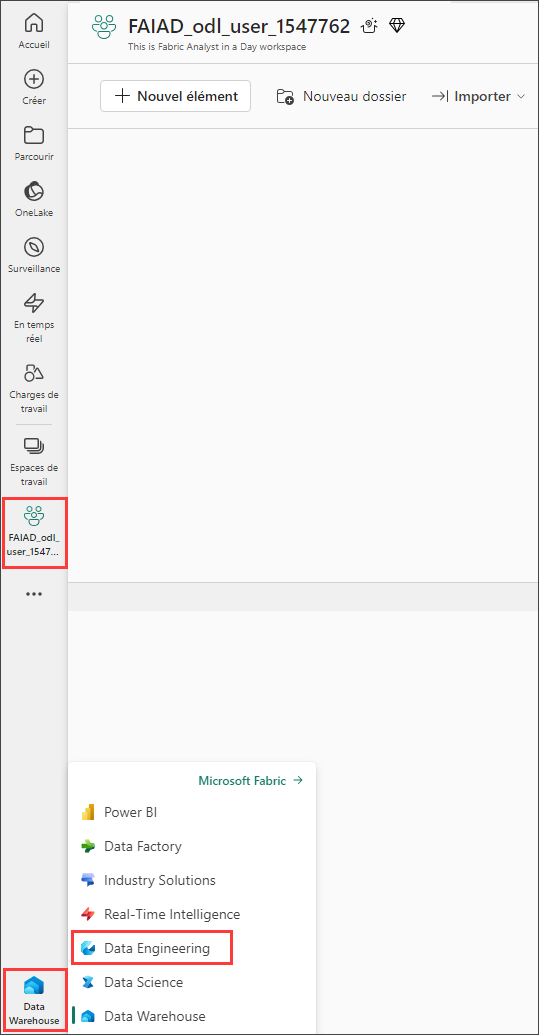 Accueil
Créer
Parcourir
OneLake
Surveillance
En temps
réel
Charges de
travail
Espaces de
travail
FAIAD_odl_
user_1547...
Data
Warehouse
FAIAD_odl_user_1547762
This is Fabric Analyst in a Day workspace
Nouvel élément
Nouveau dossier
Importer
Microsoft Fabric
Power BI
Data Factory
Industry Solutions
Real-Time Intelligence
Data Engineering
Data Science
Data Warehouse